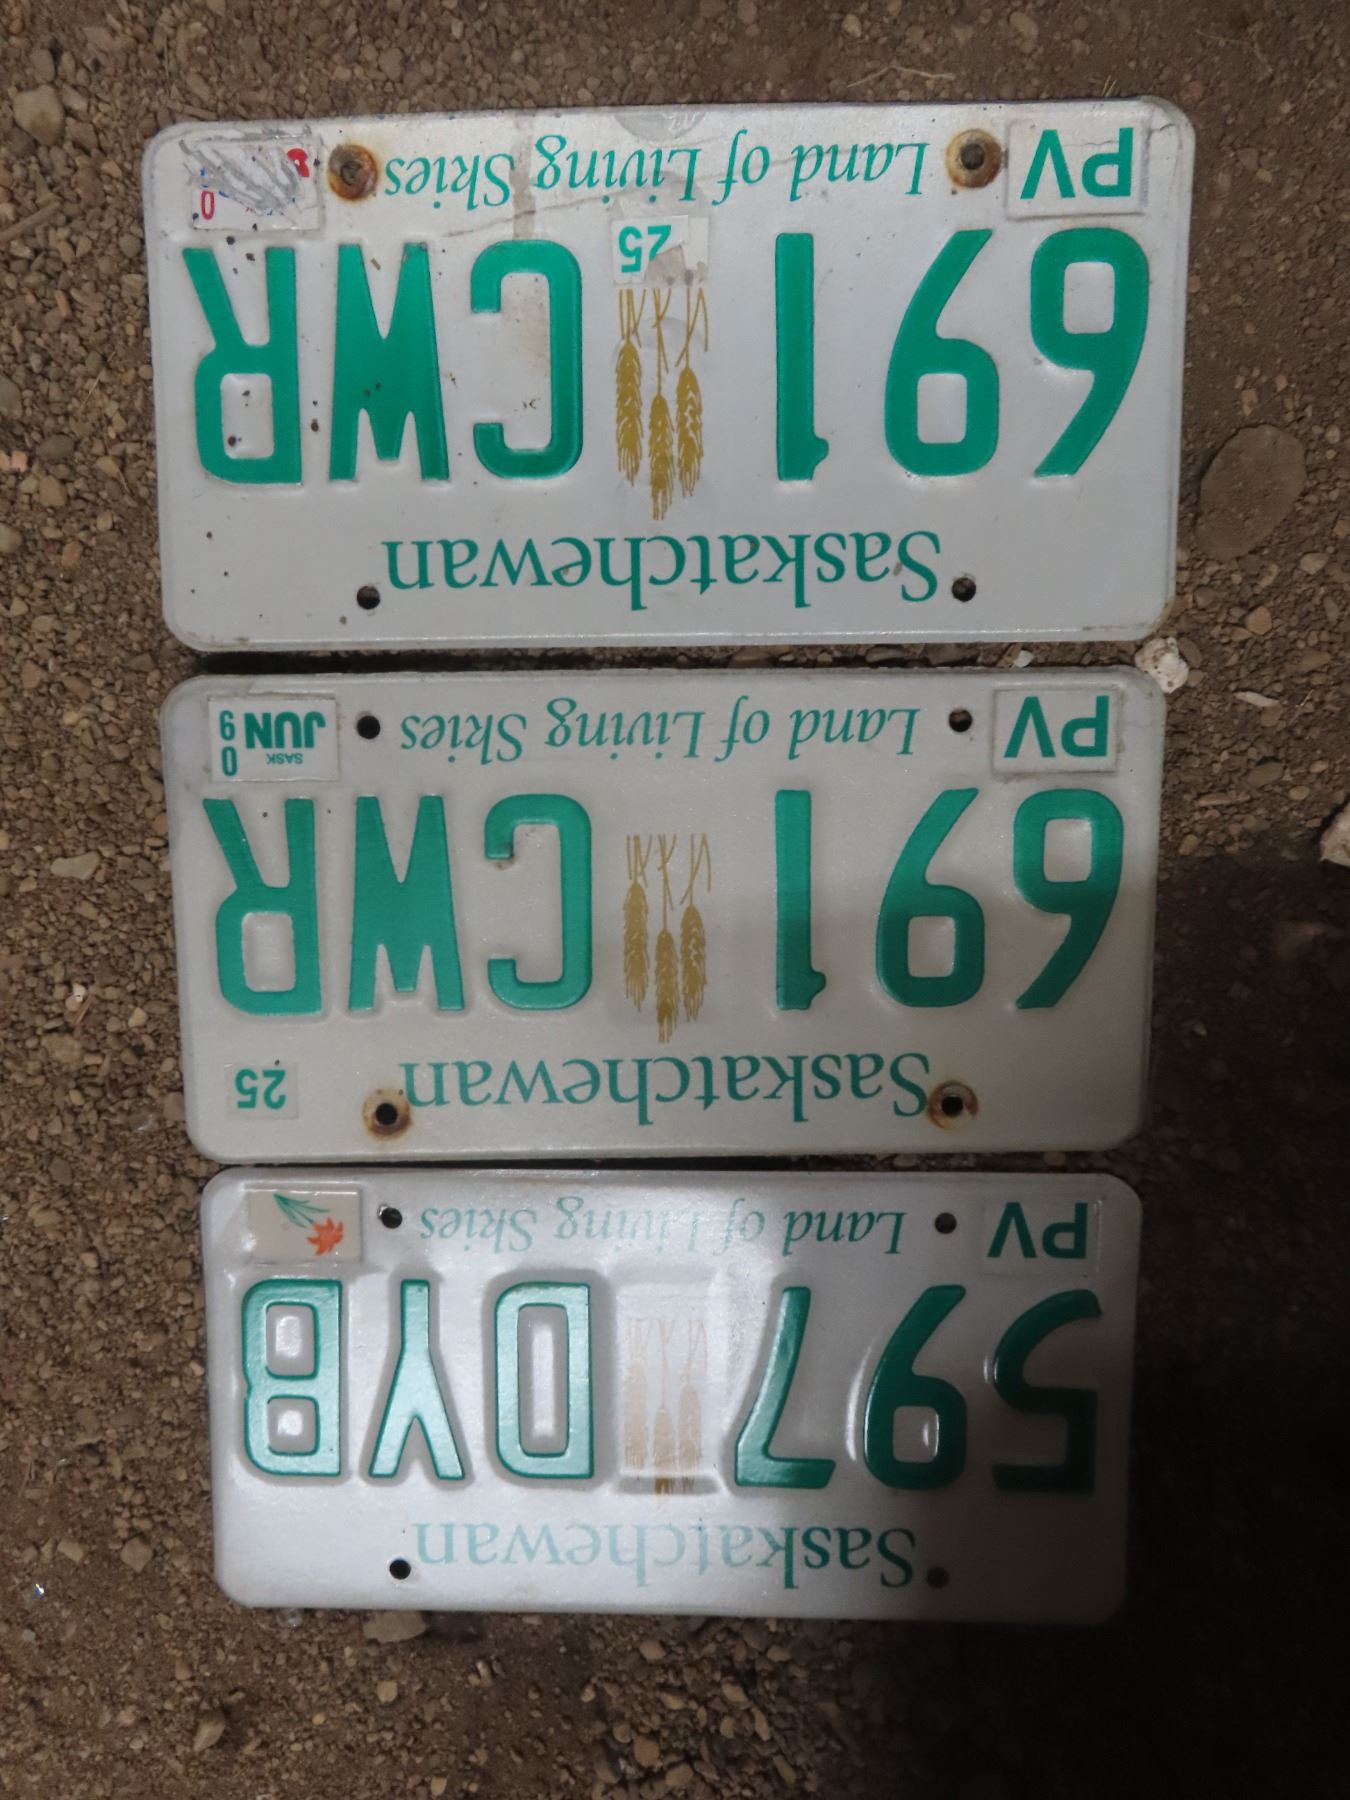 Saskatchewan
597 DYB
PV Land of Living Skies
Saskatchewan
25
691 CWR
PV Land of Living Skies
SASK
JUN 09
Saskatchewan
691 CWR
25
PV Land of Living Skies
0